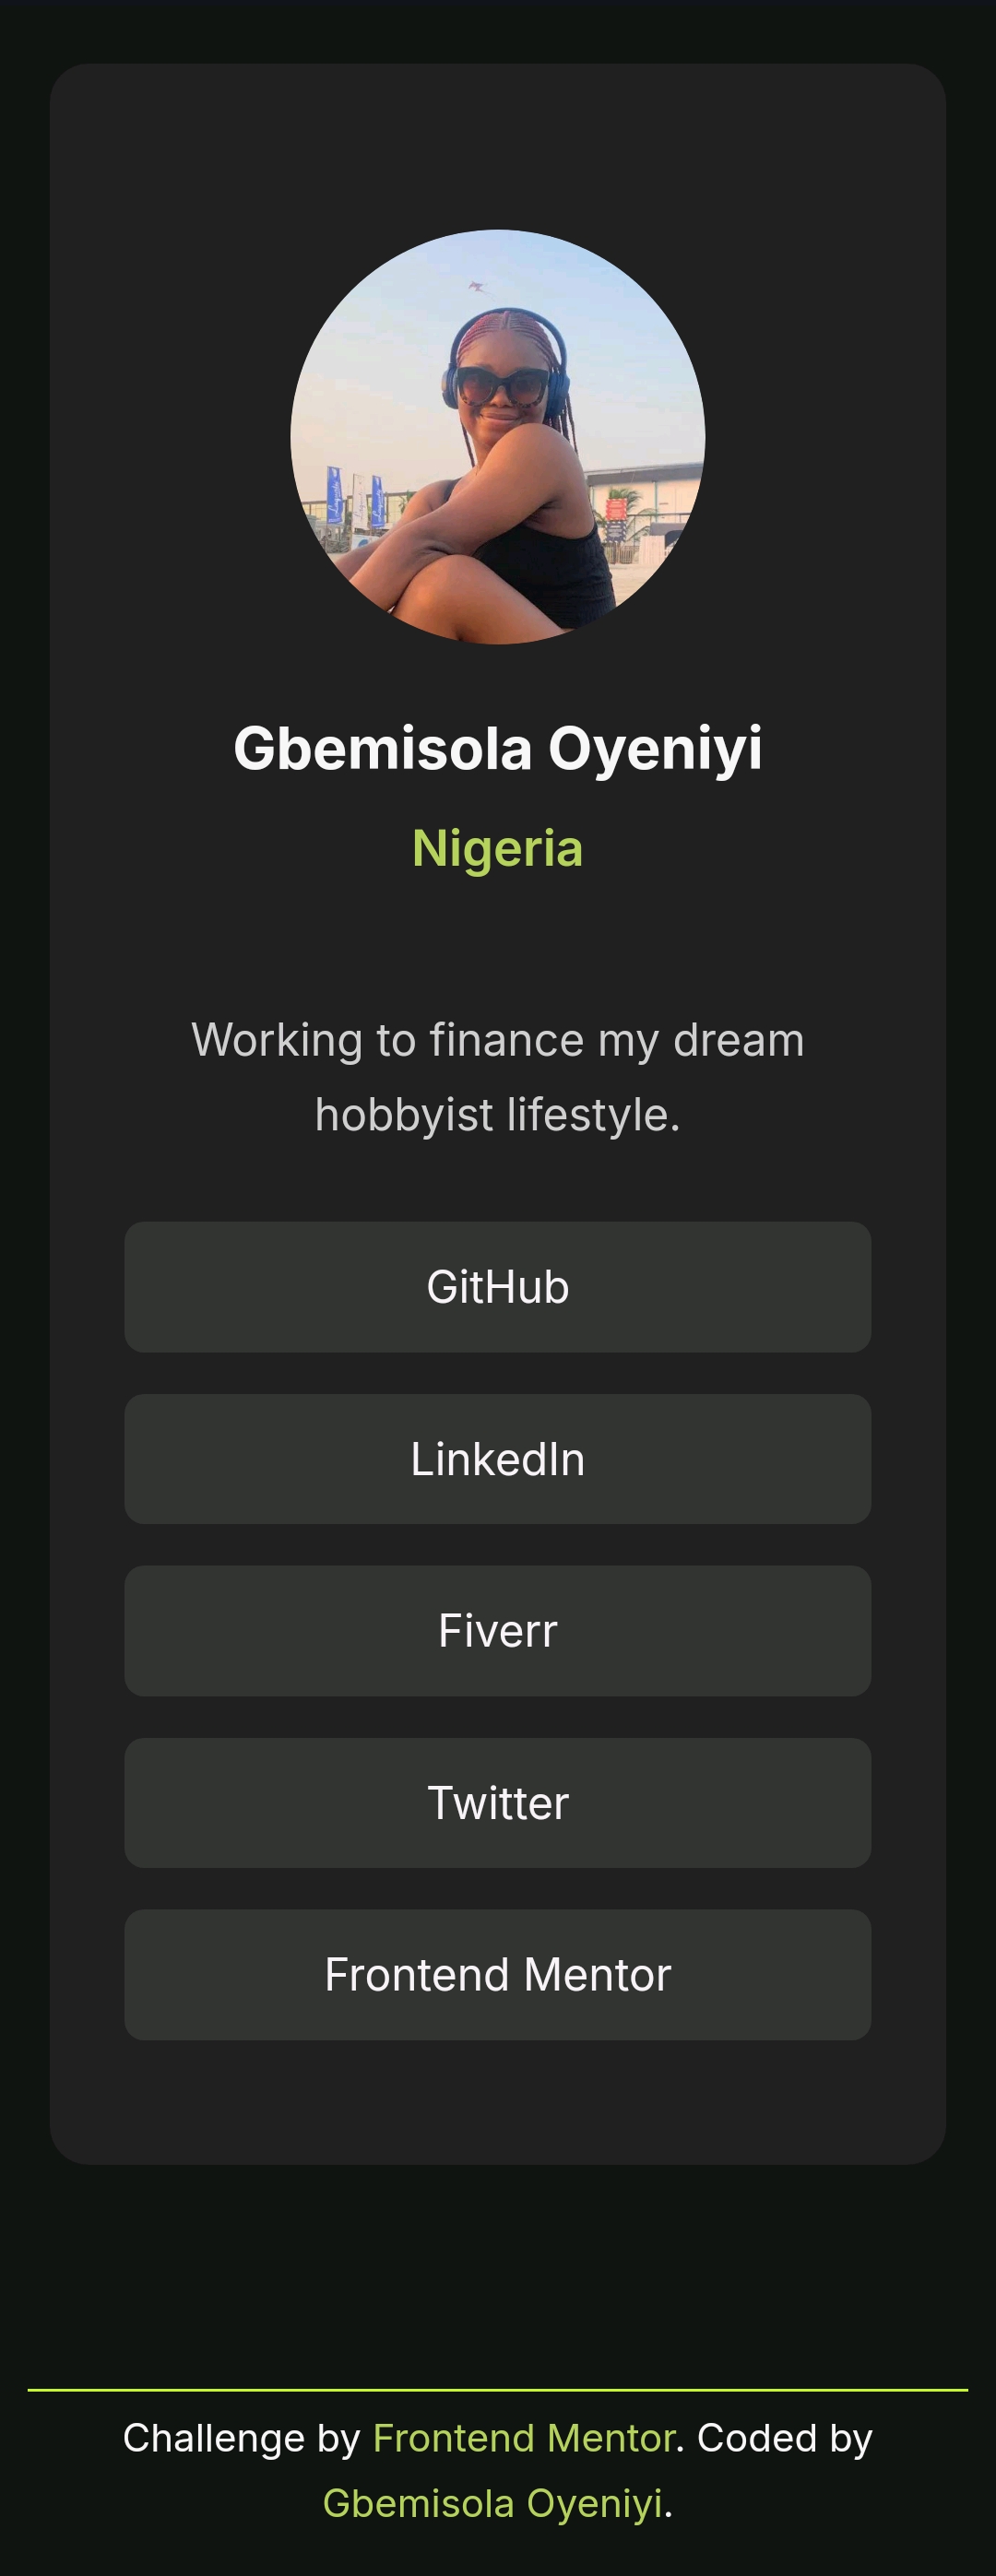 Gbemisola Oyeniyi
Nigeria
Working to finance my dream
hobbyist lifestyle.
GitHub
LinkedIn
Fiverr
Twitter
Frontend Mentor
Challenge by Frontend Mentor. Coded by
Gbemisola Oyeniyi.